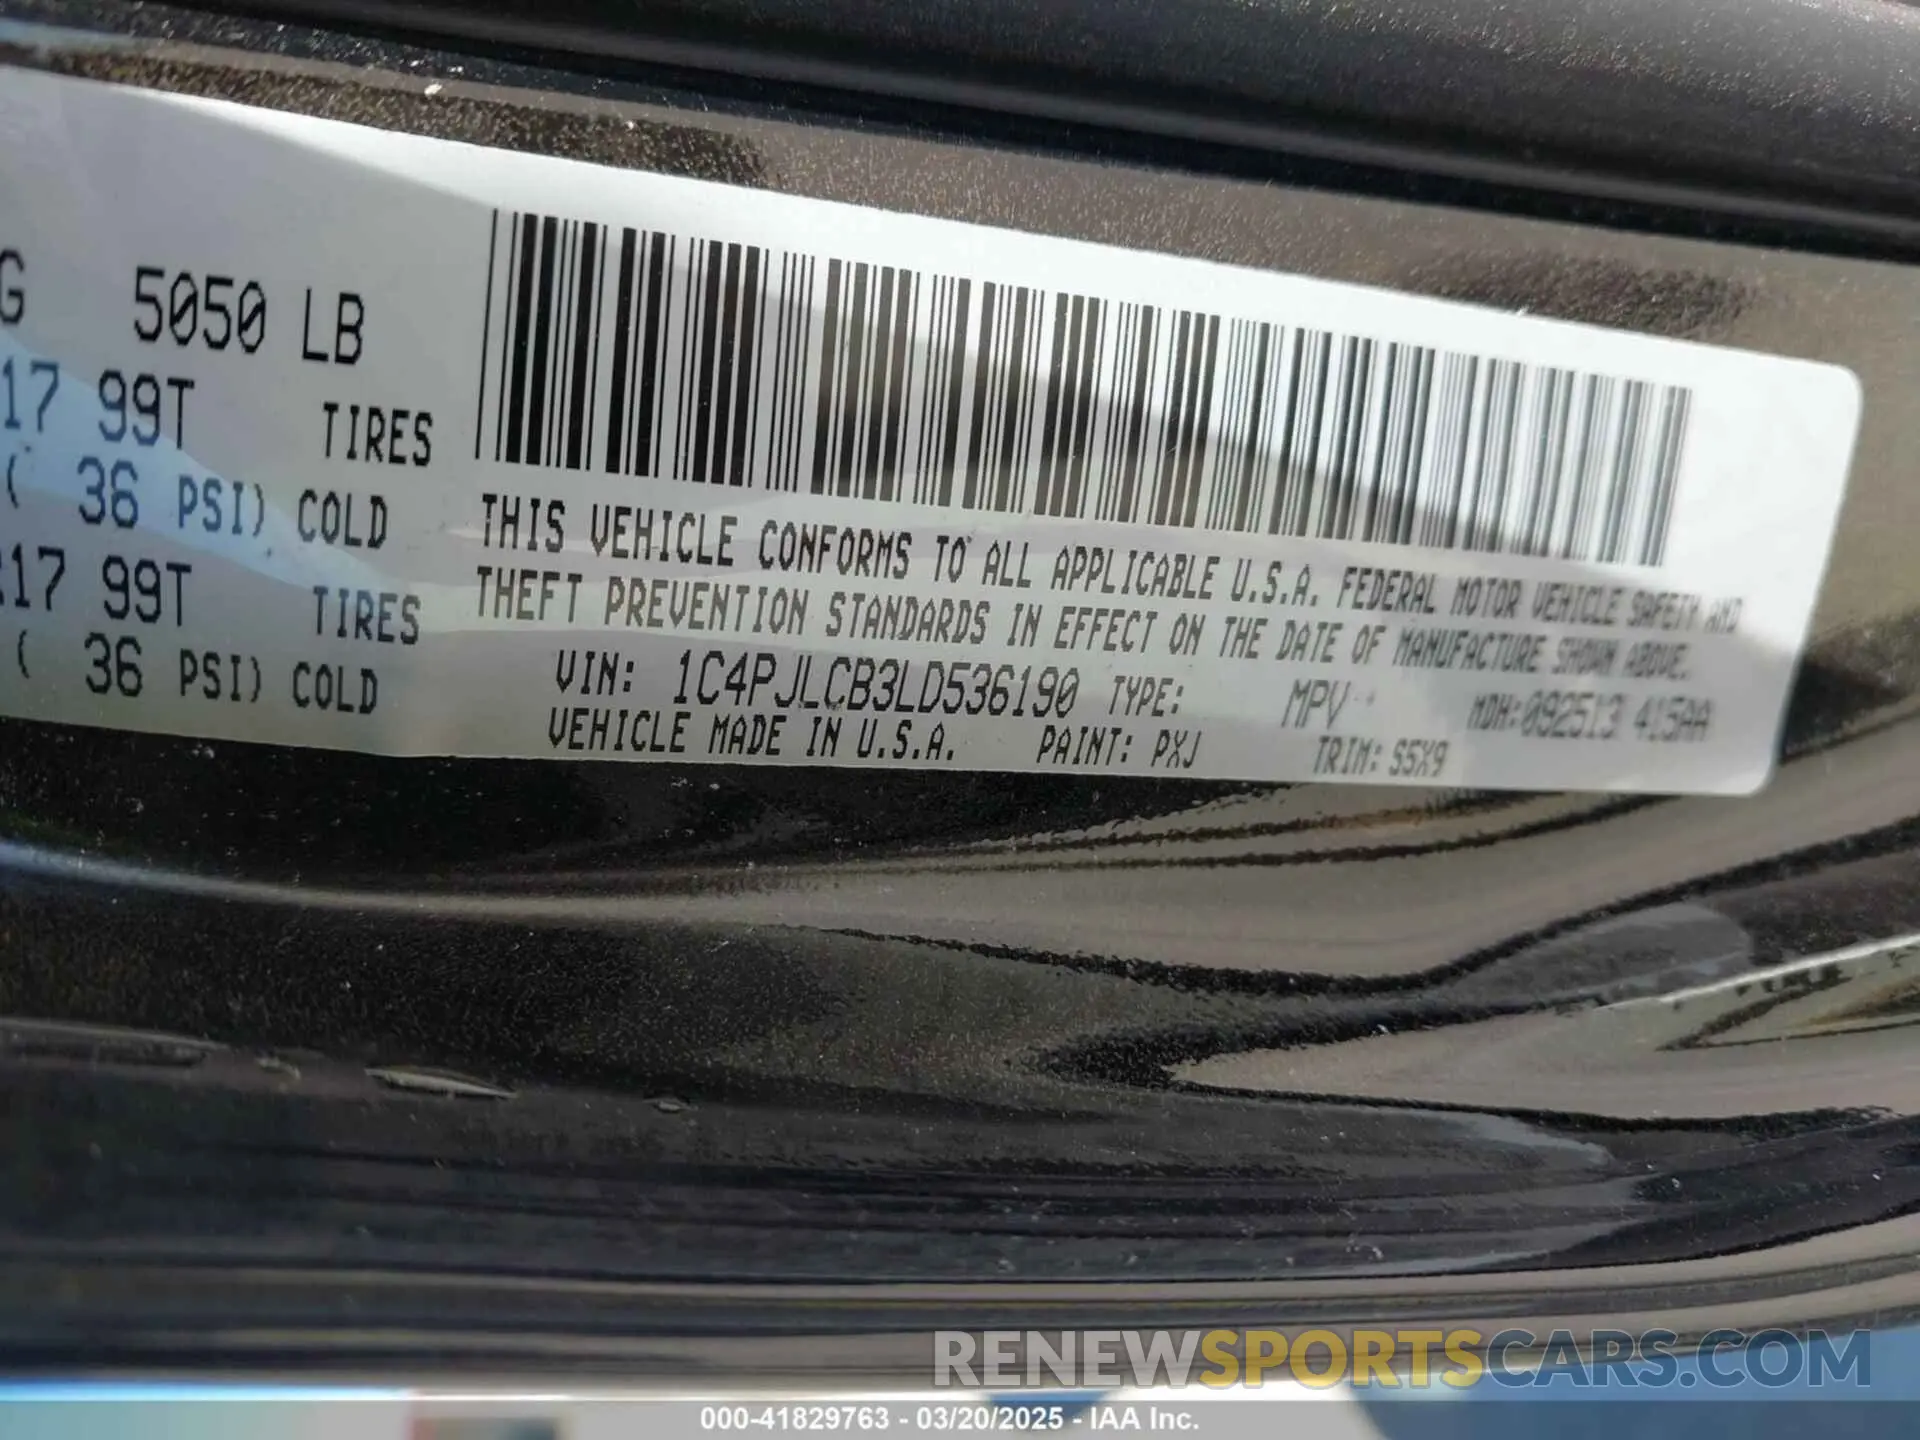 G 5050 LB
17 99T TIRES
( 36 PSI) COLD
R17 99T TIRES
( 36 PSI) COLD
THIS VEHICLE CONFORMS TO ALL APPLICABLE U.S.A. FEDERAL MOTOR VEHICLE SAFETY AND
THEFT PREVENTION STANDARDS IN EFFECT ON THE DATE OF MANUFACTURE SHOWN ABOVE.
VIN: 1C4PJLCB3LD536190 TYPE: MPV MDH:092513 415AA
VEHICLE MADE IN U.S.A. PAINT: PXJ TRIM: S5X9
RENEWSPORTSCARS.COM
000-41829763 - 03/20/2025 - IAA Inc.